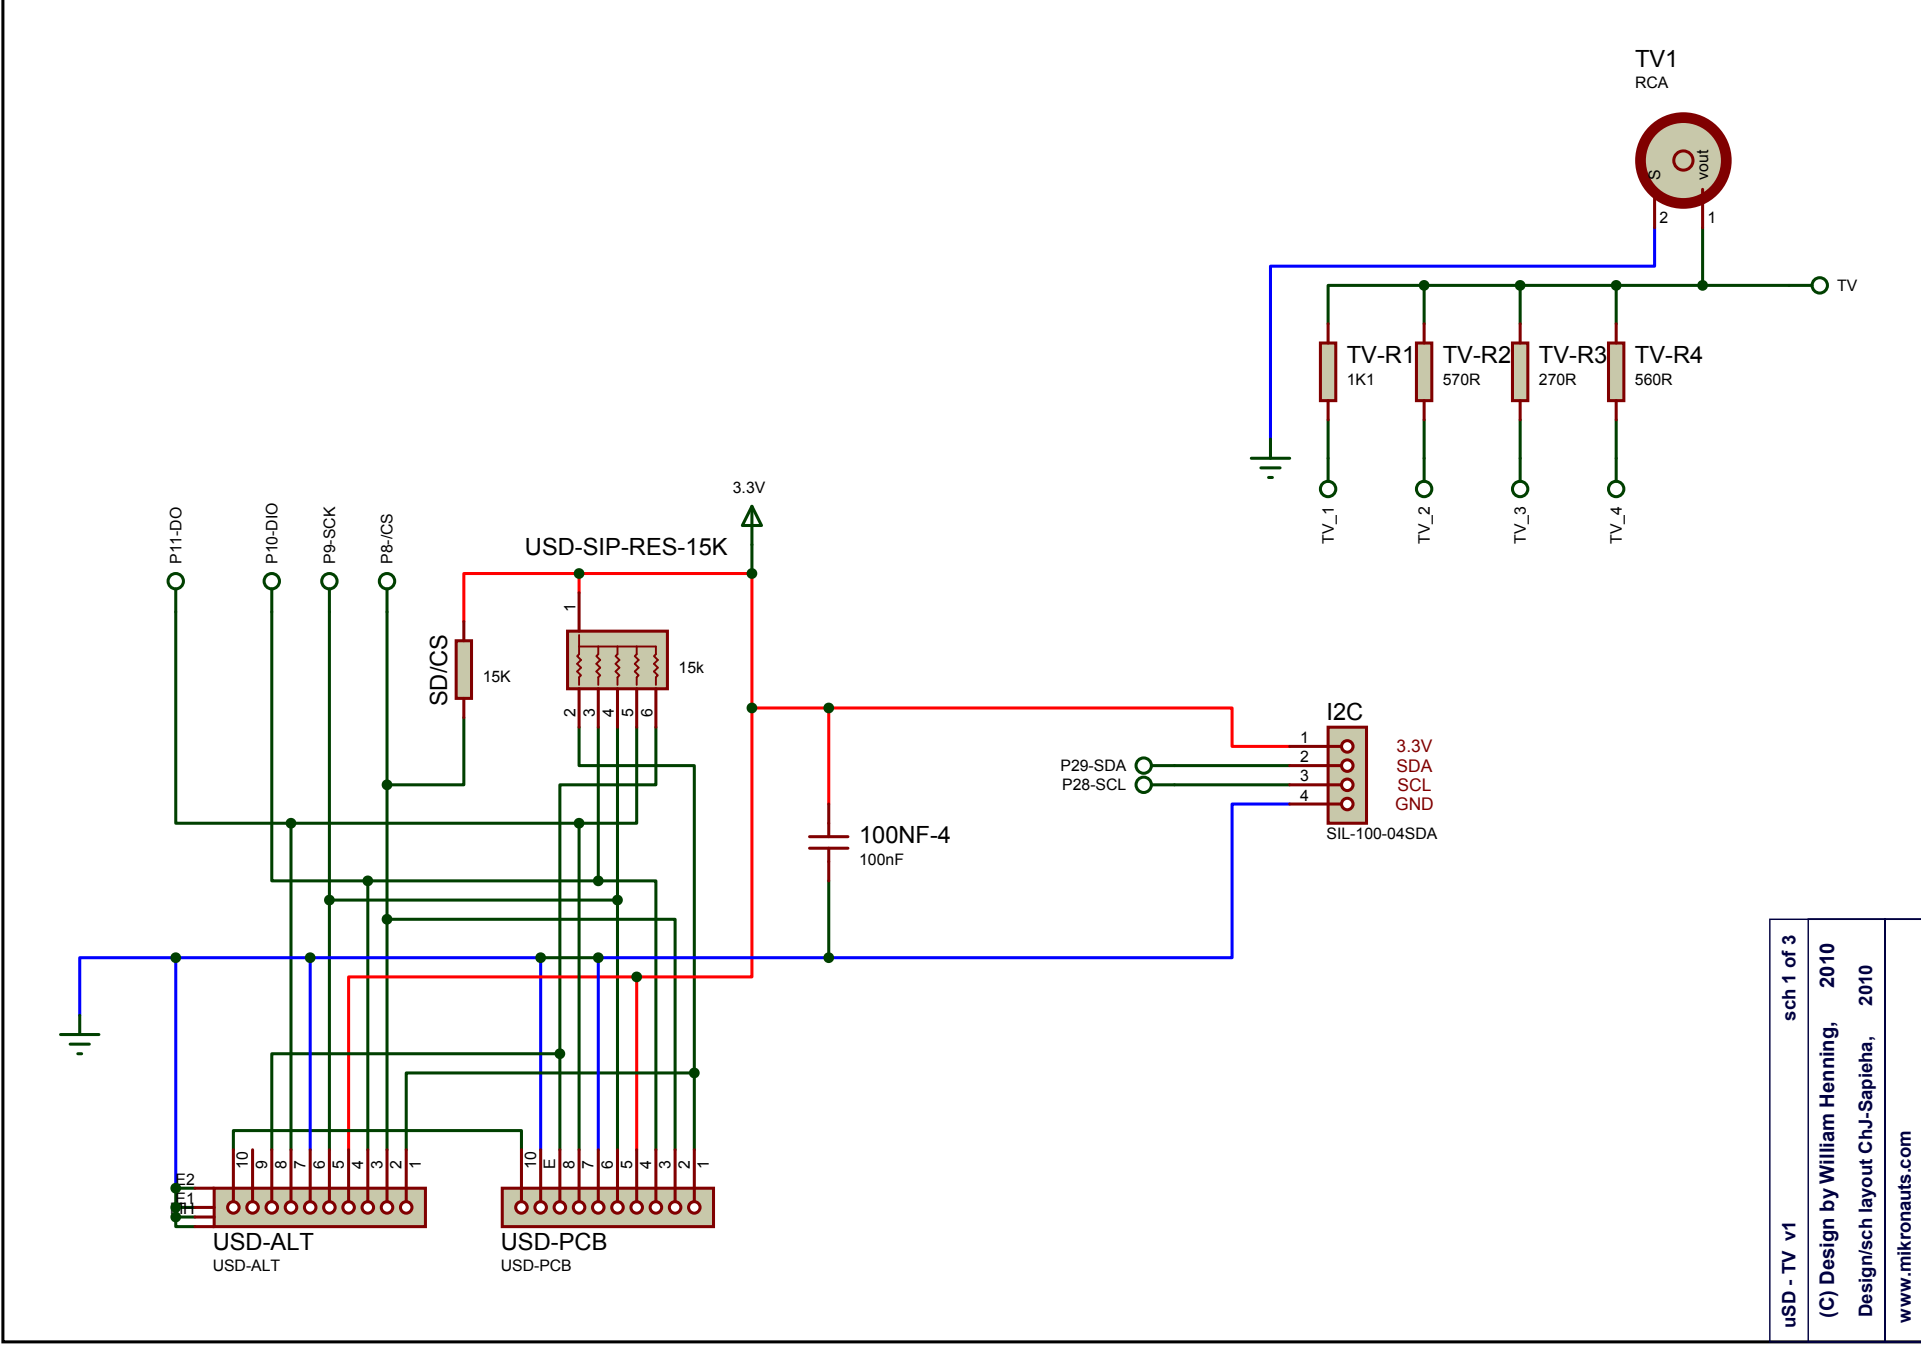 TV1
RCA
S
vout
2
1
TV
TV-R1
1K1
TV-R2
570R
TV-R3
270R
TV-R4
560R
TV_1
TV_2
TV_3
TV_4
3.3V
P11-DO
P10-DIO
P9-SCK
P8-/CS
USD-SIP-RES-15K
1
15k
2
3
4
5
6
SD/CS
15K
I2C
1
2
3
4
3.3V
SDA
SCL
GND
P29-SDA
P28-SCL
SIL-100-04SDA
100NF-4
100nF
10
9
8
7
6
5
4
3
2
1
E2
E1
USD-ALT
USD-ALT
10
E
8
7
6
5
4
3
2
1
USD-PCB
USD-PCB
uSD - TV v1 sch 1 of 3
(C) Design by William Henning, 2010
Design/sch layout ChJ-Sapieha, 2010
www.mikronauts.com